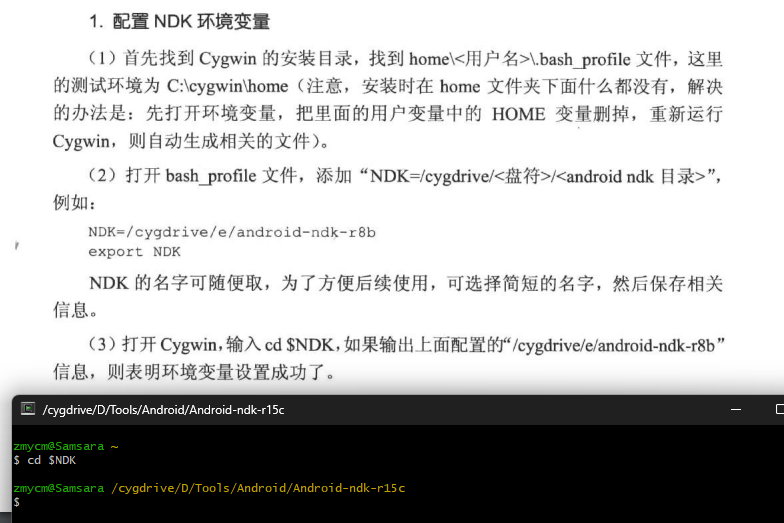 1. 配置 NDK 环境变量
（1）首先找到 Cygwin 的安装目录，找到 home\<用户名>\.bash_profile 文件，这里
的测试环境为 C:\cygwin\home（注意，安装时在 home 文件夹下面什么都没有，解决
的办法是：先打开环境变量，把里面的用户变量中的 HOME 变量删掉，重新运行
Cygwin，则自动生成相关的文件）。
（2）打开 bash_profile 文件，添加“NDK=/cygdrive/<盘符>/<android ndk 目录>”，
例如：
NDK=/cygdrive/e/android-ndk-r8b
export NDK
NDK 的名字可随便取，为了方便后续使用，可选择简短的名字，然后保存相关
信息。
（3）打开 Cygwin，输入 cd $NDK，如果输出上面配置的“/cygdrive/e/android-ndk-r8b”
信息，则表明环境变量设置成功了。
/cygdrive/D/Tools/Android/Android-ndk-r15c
zmycm@Samsara ~
$ cd $NDK
zmycm@Samsara /cygdrive/D/Tools/Android/Android-ndk-r15c
$